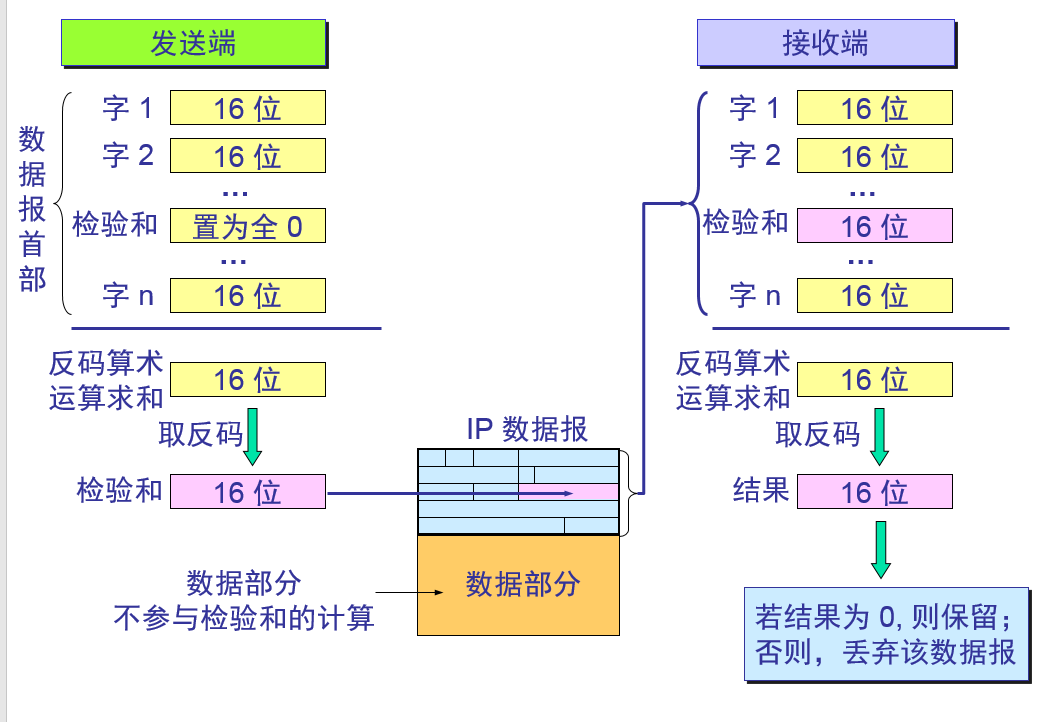 发送端
数据报首部
字 1
16 位
字 2
16 位
…
检验和
置为全 0
…
字 n
16 位
反码算术
运算求和
16 位
取反码
检验和
16 位
数据部分
不参与检验和的计算
IP 数据报
数据部分
接收端
字 1
16 位
字 2
16 位
…
检验和
16 位
…
字 n
16 位
反码算术
运算求和
16 位
取反码
结果
16 位
若结果为 0, 则保留；
否则，丢弃该数据报